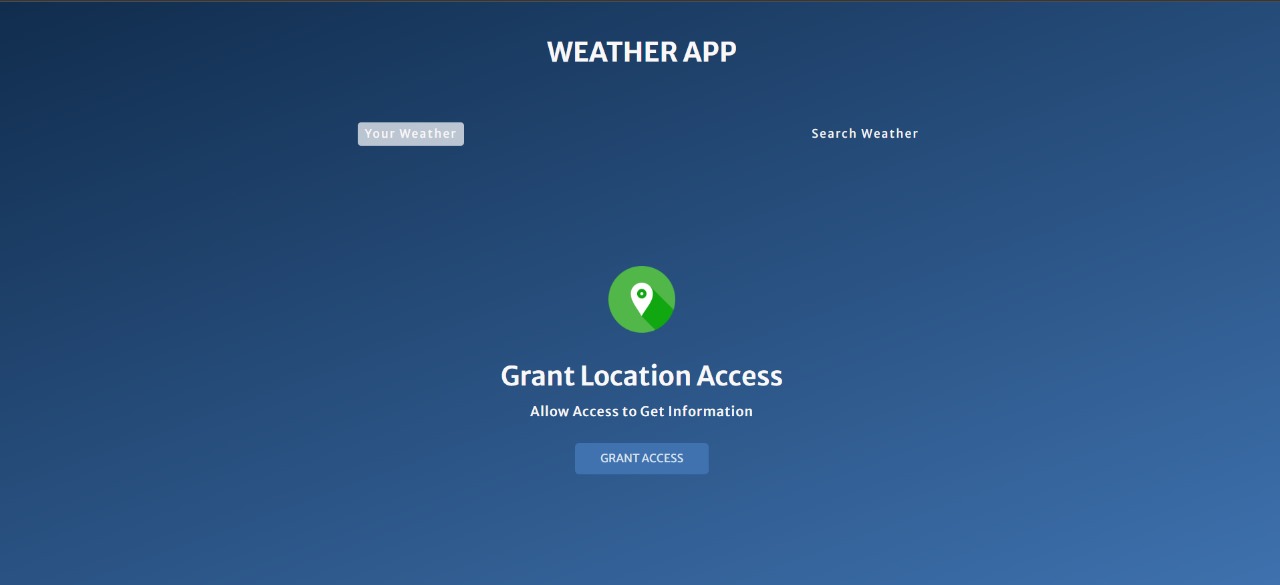 WEATHER APP
Your Weather
Search Weather
Grant Location Access
Allow Access to Get Information
GRANT ACCESS